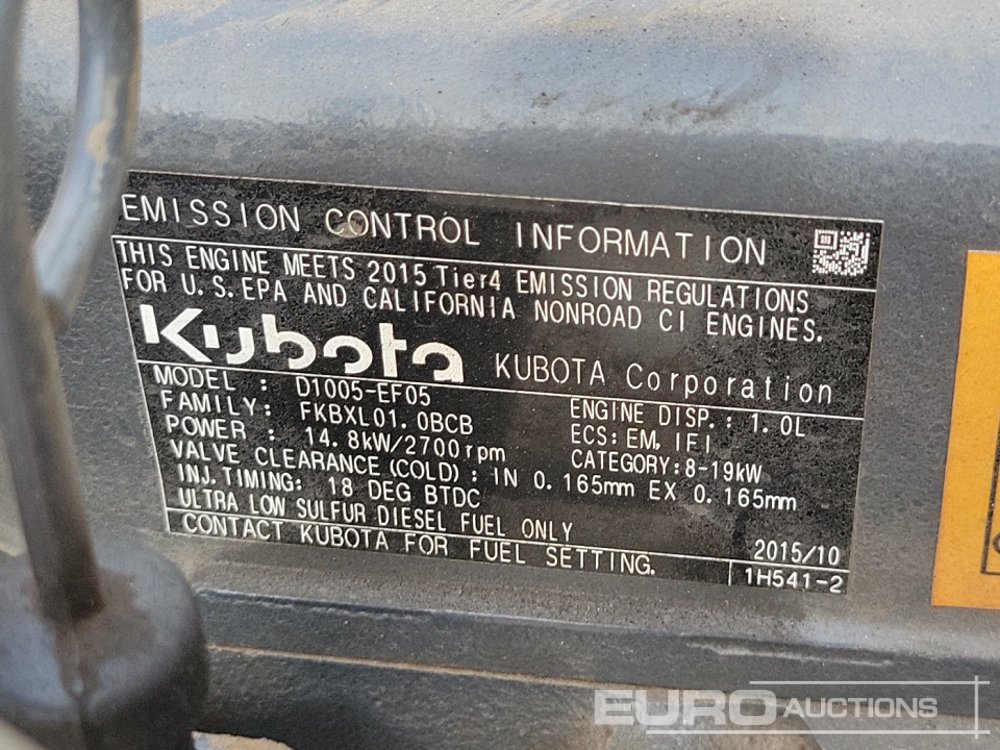 EMISSION CONTROL INFORMATION
THIS ENGINE MEETS 2015 Tier4 EMISSION REGULATIONS
FOR U.S.EPA AND CALIFORNIA NONROAD CI ENGINES.
Kubota KUBOTA Corporation
MODEL : D1005-EF05
FAMILY: FKBXL01.0BCB
POWER : 14.8kW/2700rpm
ENGINE DISP.: 1.0L
ECS:EM,IFI
CATEGORY:8-19kW
VALVE CLEARANCE(COLD): IN 0.165mm EX 0.165mm
INJ.TIMING: 18 DEG BTDC
ULTRA LOW SULFUR DIESEL FUEL ONLY 2015/10
CONTACT KUBOTA FOR FUEL SETTING. 1H541-2
EURO AUCTIONS